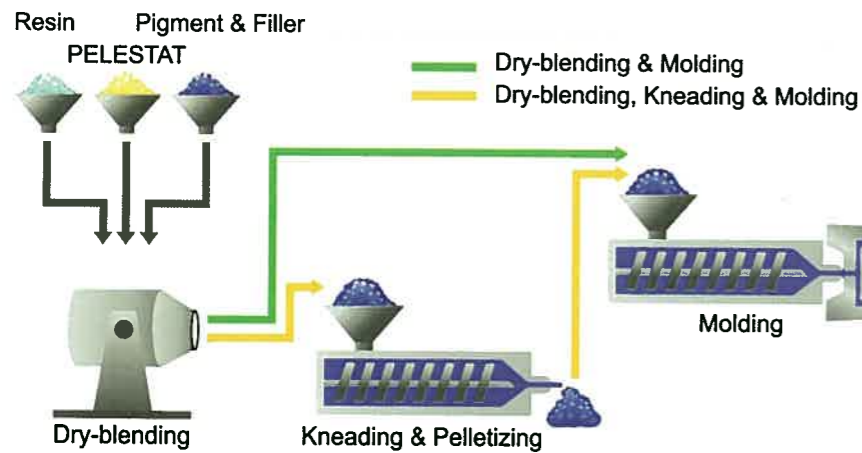 Resin
Pigment & Filler
PELESTAT
Dry-blending & Molding
Dry-blending, Kneading & Molding
Molding
Dry-blending
Kneading & Pelletizing